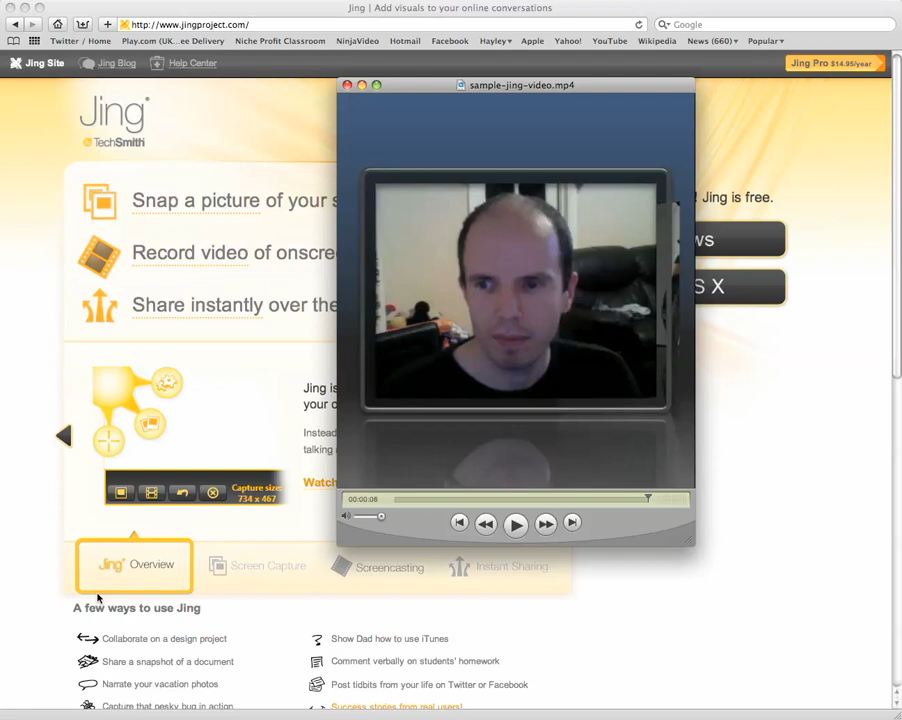 Jing | Add visuals to your online conversations
http://www.jingproject.com/
Google
Twitter / Home Play.com (UK...ee Delivery Niche Profit Classroom NinjaVideo Hotmail Facebook Hayley Apple Yahoo! YouTube Wikipedia News (660) Popular
Jing Site Jing Blog Help Center Jing Pro $14.95/year
sample-jing-video.mp4
Jing
TechSmith
Snap a picture of your s
! Jing is free.
ws
Record video of onscre
S X
Share instantly over the
Jing is
your o
Instead
talking a
Watch
Capture size:
734 x 467
00:00:06
Jing Overview Screen Capture Screencasting Instant Sharing
A few ways to use Jing
Collaborate on a design project Show Dad how to use iTunes
Share a snapshot of a document Comment verbally on students' homework
Narrate your vacation photos Post tidbits from your life on Twitter or Facebook
Capture that pesky bug in action Success stories from real users!